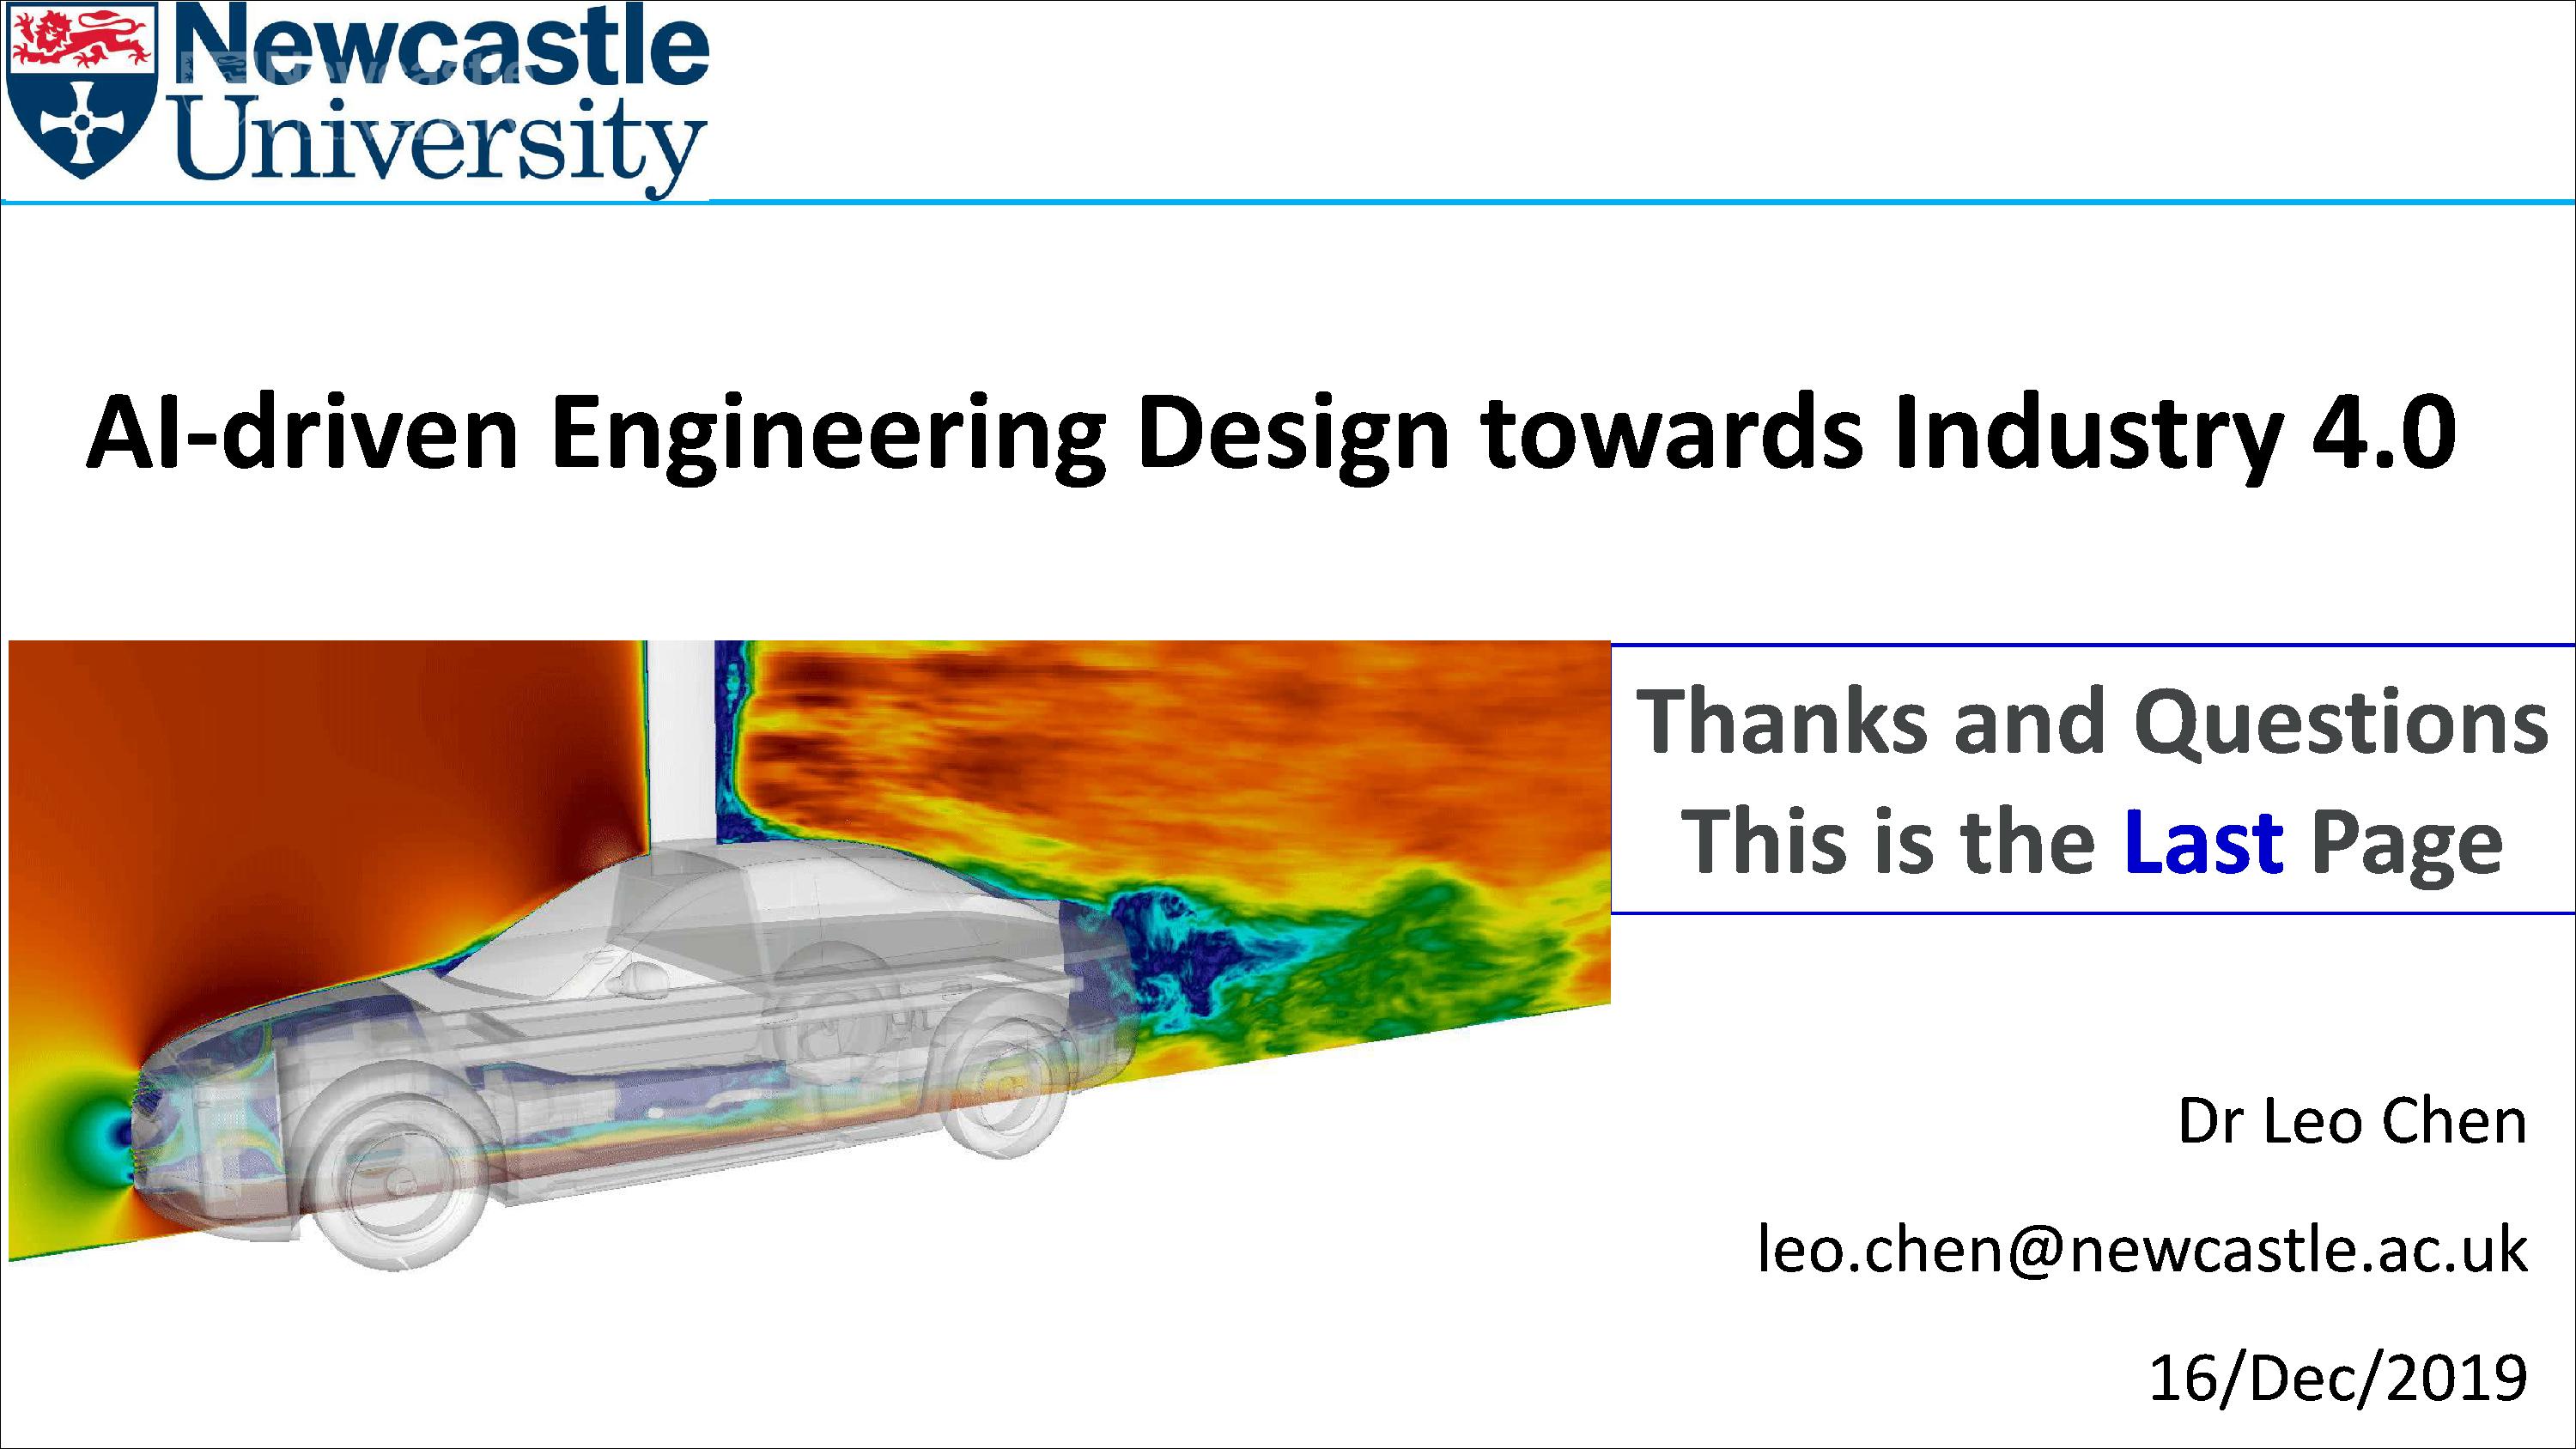 Newcastle
University
AI-driven Engineering Design towards Industry 4.0
Thanks and Questions
This is the Last Page
Dr Leo Chen
leo.chen@newcastle.ac.uk
16/Dec/2019